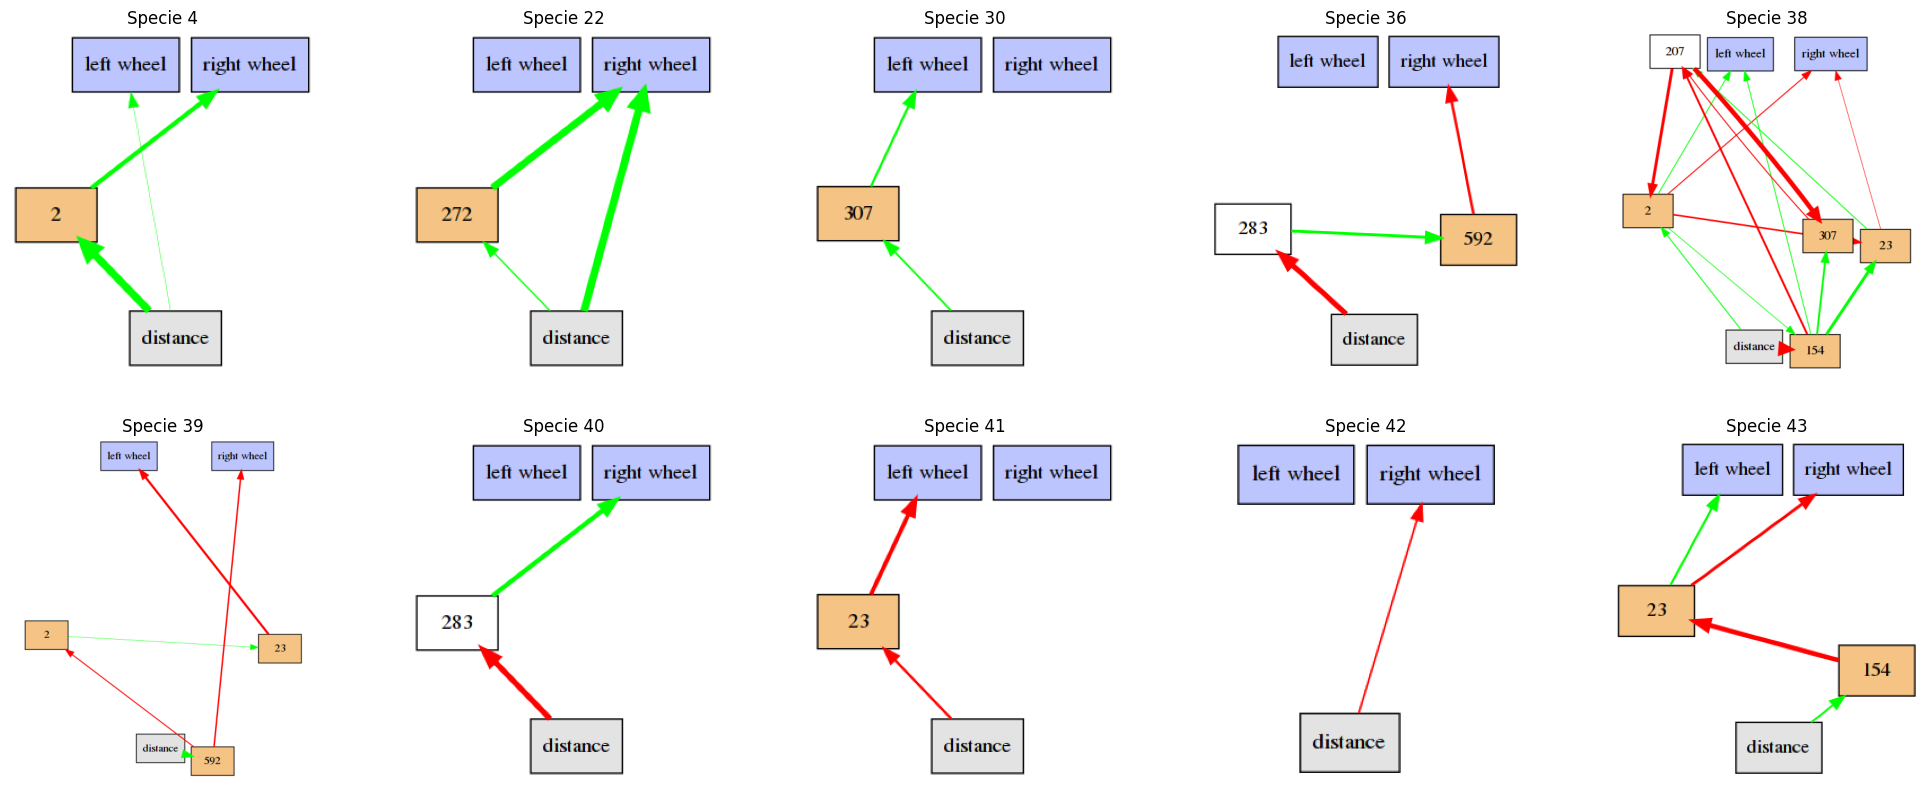 Specie 4
left wheel
right wheel
2
distance
Specie 22
left wheel
right wheel
272
distance
Specie 30
left wheel
right wheel
307
distance
Specie 36
left wheel
right wheel
283
592
distance
Specie 38
207
left wheel
right wheel
2
307
23
distance
154
Specie 39
left wheel
right wheel
2
23
distance
592
Specie 40
left wheel
right wheel
283
distance
Specie 41
left wheel
right wheel
23
distance
Specie 42
left wheel
right wheel
distance
Specie 43
left wheel
right wheel
23
154
distance